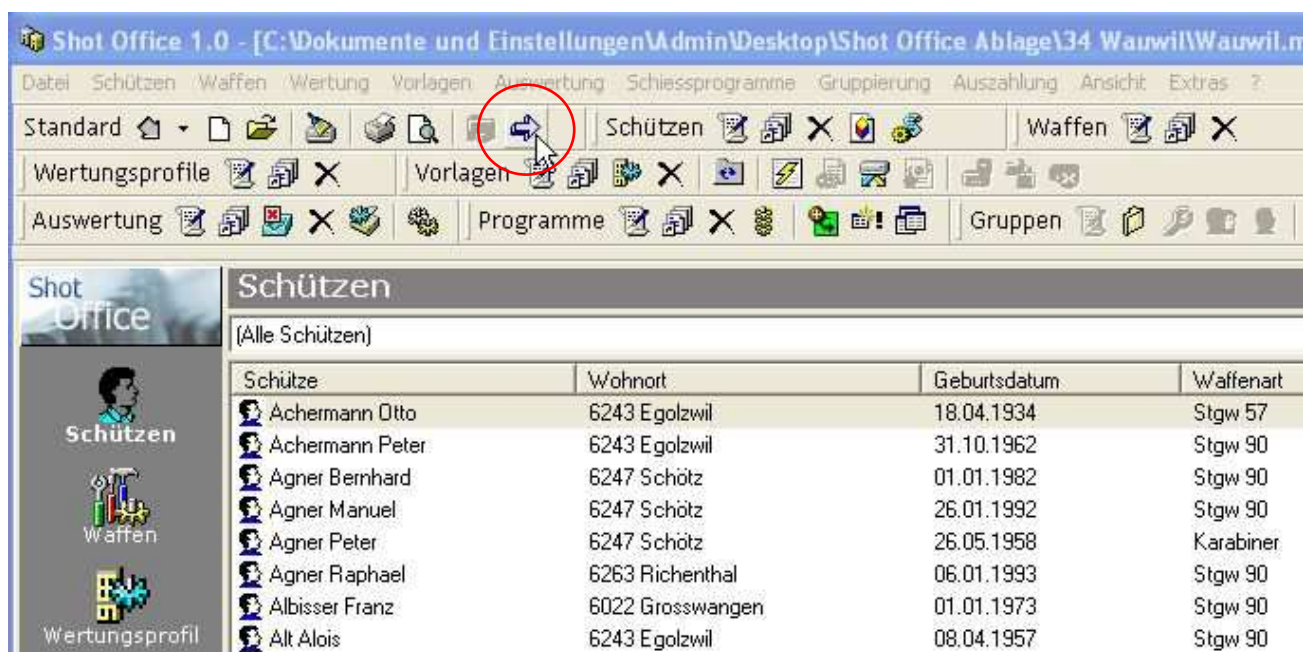 Shot Office 1.0 - [C:\Dokumente und Einstellungen\Admin\Desktop\Shot Office Ablage\34 Wauwil\Wauwil.m
Datei Schützen Waffen Wertung Vorlagen Auswertung Schiessprogramme Gruppierung Auszahlung Ansicht Extras ?
Standard Schützen Waffen
Wertungsprofile Vorlagen
Auswertung Programme Gruppen
Shot Office
Schützen
(Alle Schützen)
Schütze Wohnort Geburtsdatum Waffenart
Achermann Otto 6243 Egolzwil 18.04.1934 Stgw 57
Achermann Peter 6243 Egolzwil 31.10.1962 Stgw 90
Agner Bernhard 6247 Schötz 01.01.1982 Stgw 90
Agner Manuel 6247 Schötz 26.01.1992 Stgw 90
Agner Peter 6247 Schötz 26.05.1958 Karabiner
Agner Raphael 6263 Richenthal 06.01.1993 Stgw 90
Albisser Franz 6022 Grosswangen 01.01.1973 Stgw 90
Alt Alois 6243 Egolzwil 08.04.1957 Stgw 90
Schützen
Waffen
Wertungsprofil